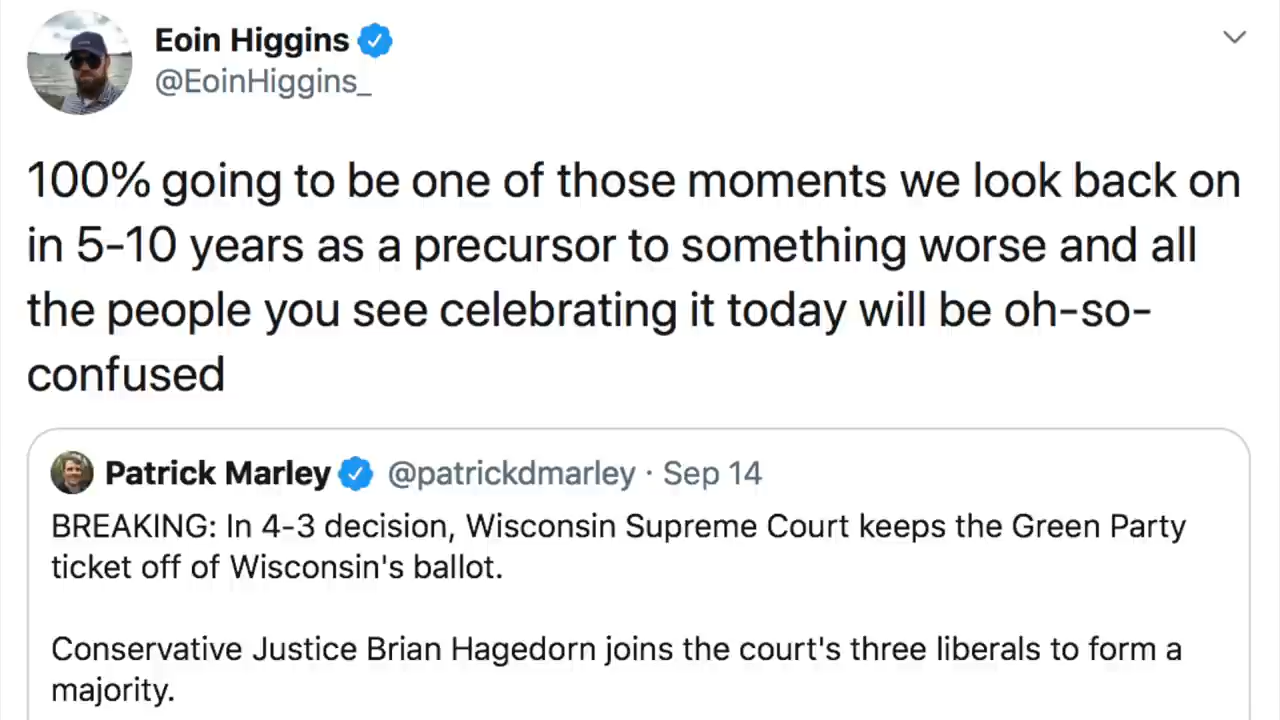 Eoin Higgins
@EoinHiggins_
100% going to be one of those moments we look back on
in 5-10 years as a precursor to something worse and all
the people you see celebrating it today will be oh-so-
confused
Patrick Marley @patrickdmarley · Sep 14
BREAKING: In 4-3 decision, Wisconsin Supreme Court keeps the Green Party
ticket off of Wisconsin's ballot.
Conservative Justice Brian Hagedorn joins the court's three liberals to form a
majority.